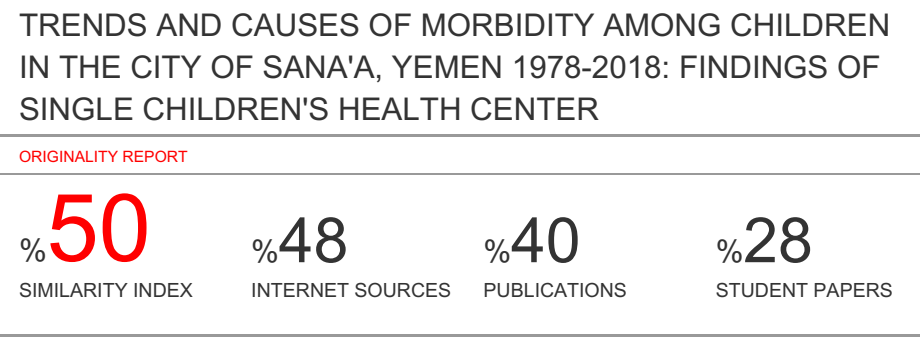 TRENDS AND CAUSES OF MORBIDITY AMONG CHILDREN
IN THE CITY OF SANA'A, YEMEN 1978-2018: FINDINGS OF
SINGLE CHILDREN'S HEALTH CENTER
ORIGINALITY REPORT
%50 %48 %40 %28
SIMILARITY INDEX INTERNET SOURCES PUBLICATIONS STUDENT PAPERS